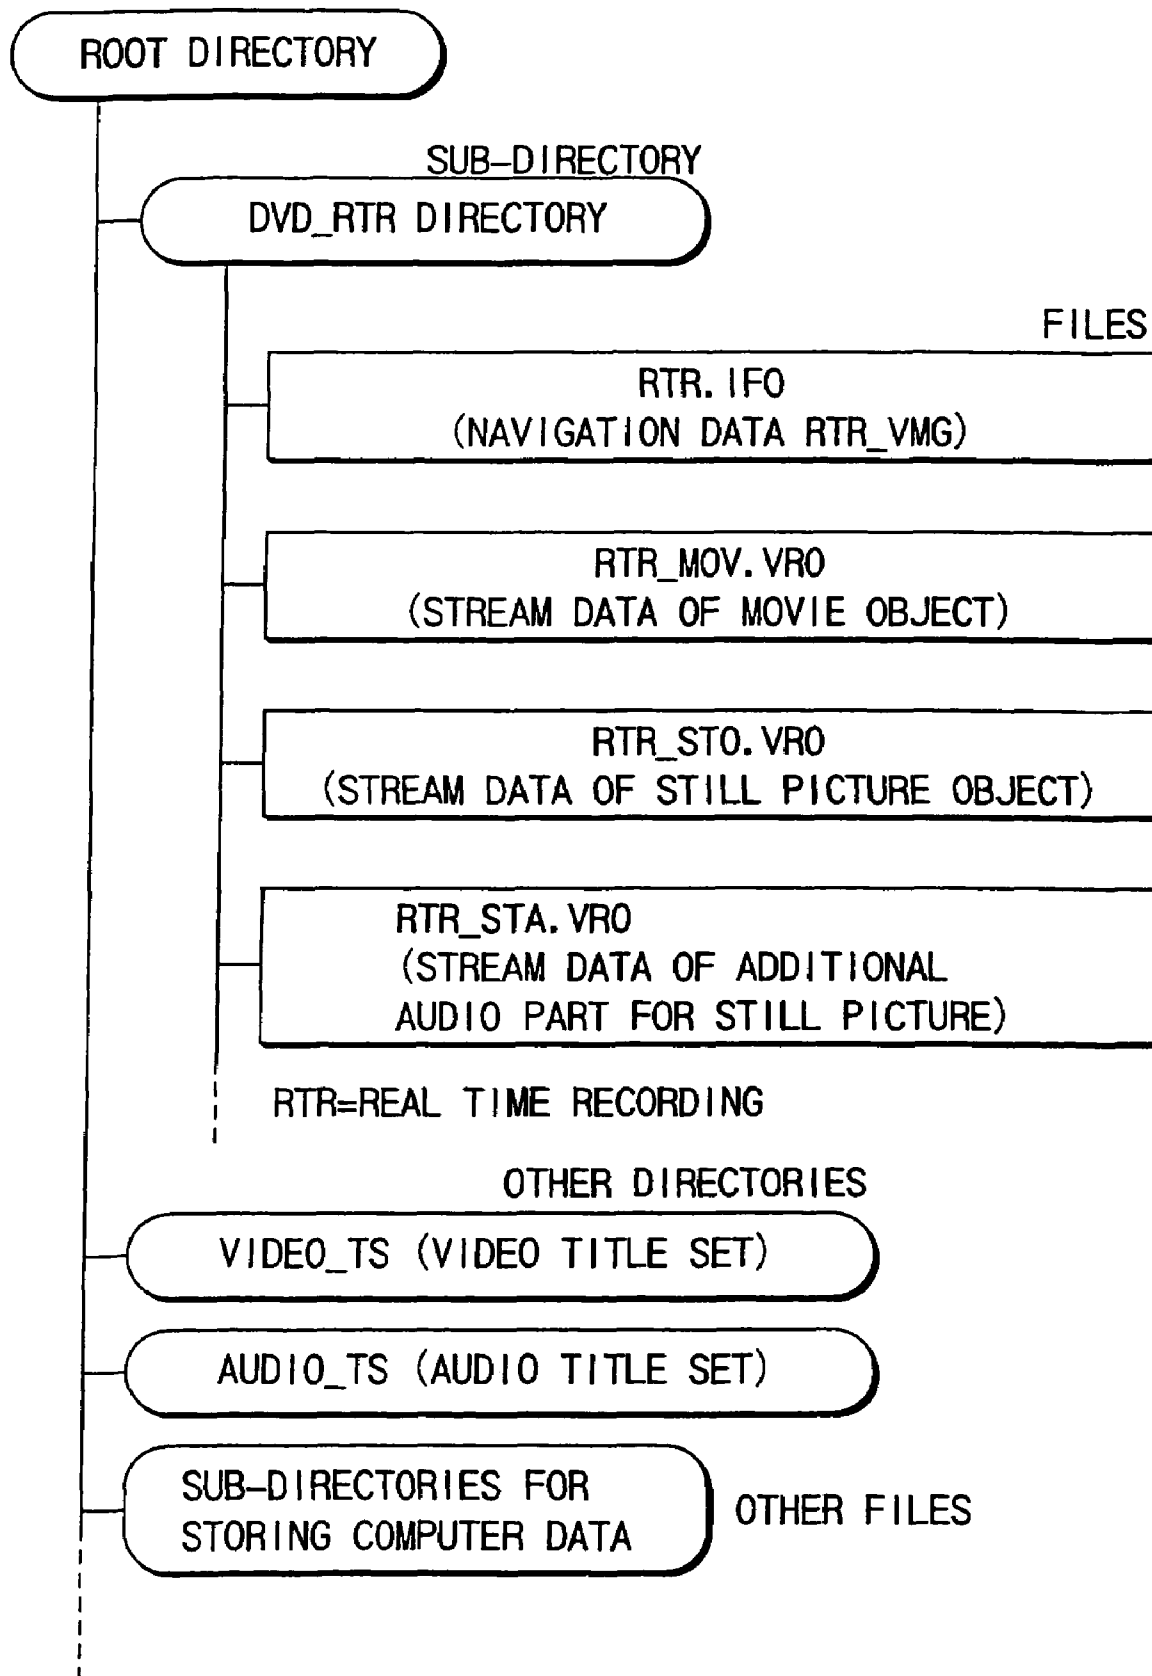 ROOT DIRECTORY
SUB-DIRECTORY
DVD_RTR DIRECTORY
FILES
RTR.IFO
(NAVIGATION DATA RTR_VMG)
RTR_MOV.VRO
(STREAM DATA OF MOVIE OBJECT)
RTR_STO.VRO
(STREAM DATA OF STILL PICTURE OBJECT)
RTR_STA.VRO
(STREAM DATA OF ADDITIONAL
AUDIO PART FOR STILL PICTURE)
RTR=REAL TIME RECORDING
OTHER DIRECTORIES
VIDEO_TS (VIDEO TITLE SET)
AUDIO_TS (AUDIO TITLE SET)
SUB-DIRECTORIES FOR
STORING COMPUTER DATA
OTHER FILES